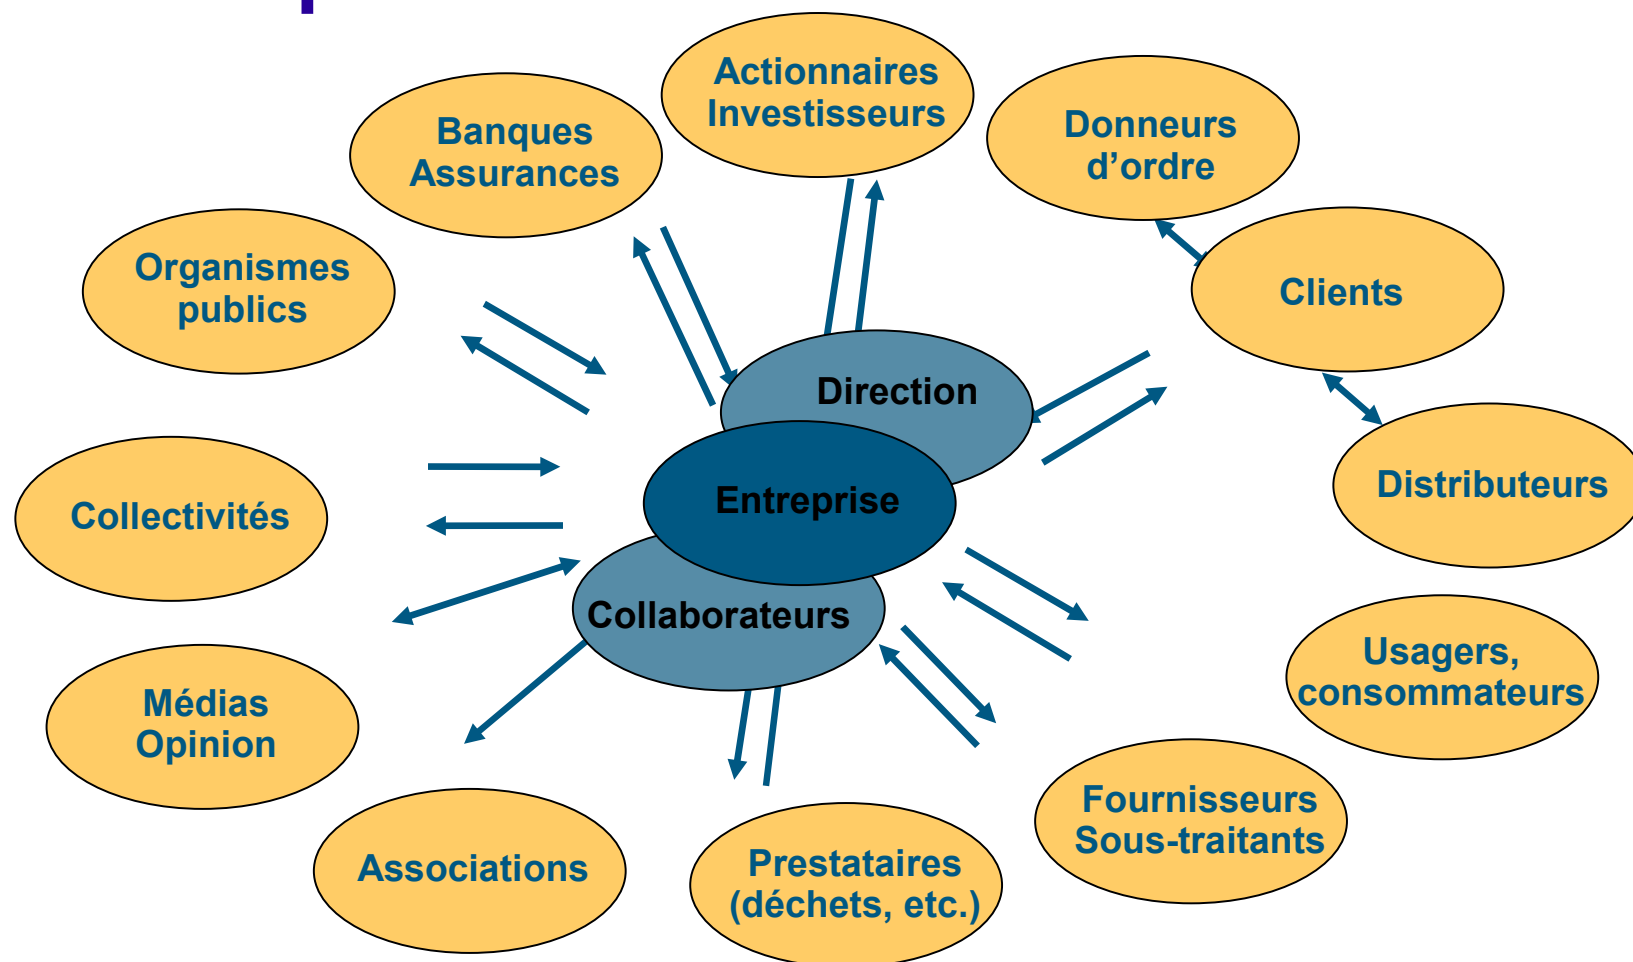 Actionnaires
Investisseurs
Banques
Assurances
Donneurs
d’ordre
Organismes
publics
Clients
Direction
Distributeurs
Entreprise
Collectivités
Collaborateurs
Usagers,
consommateurs
Médias
Opinion
Fournisseurs
Sous-traitants
Associations
Prestataires
(déchets, etc.)